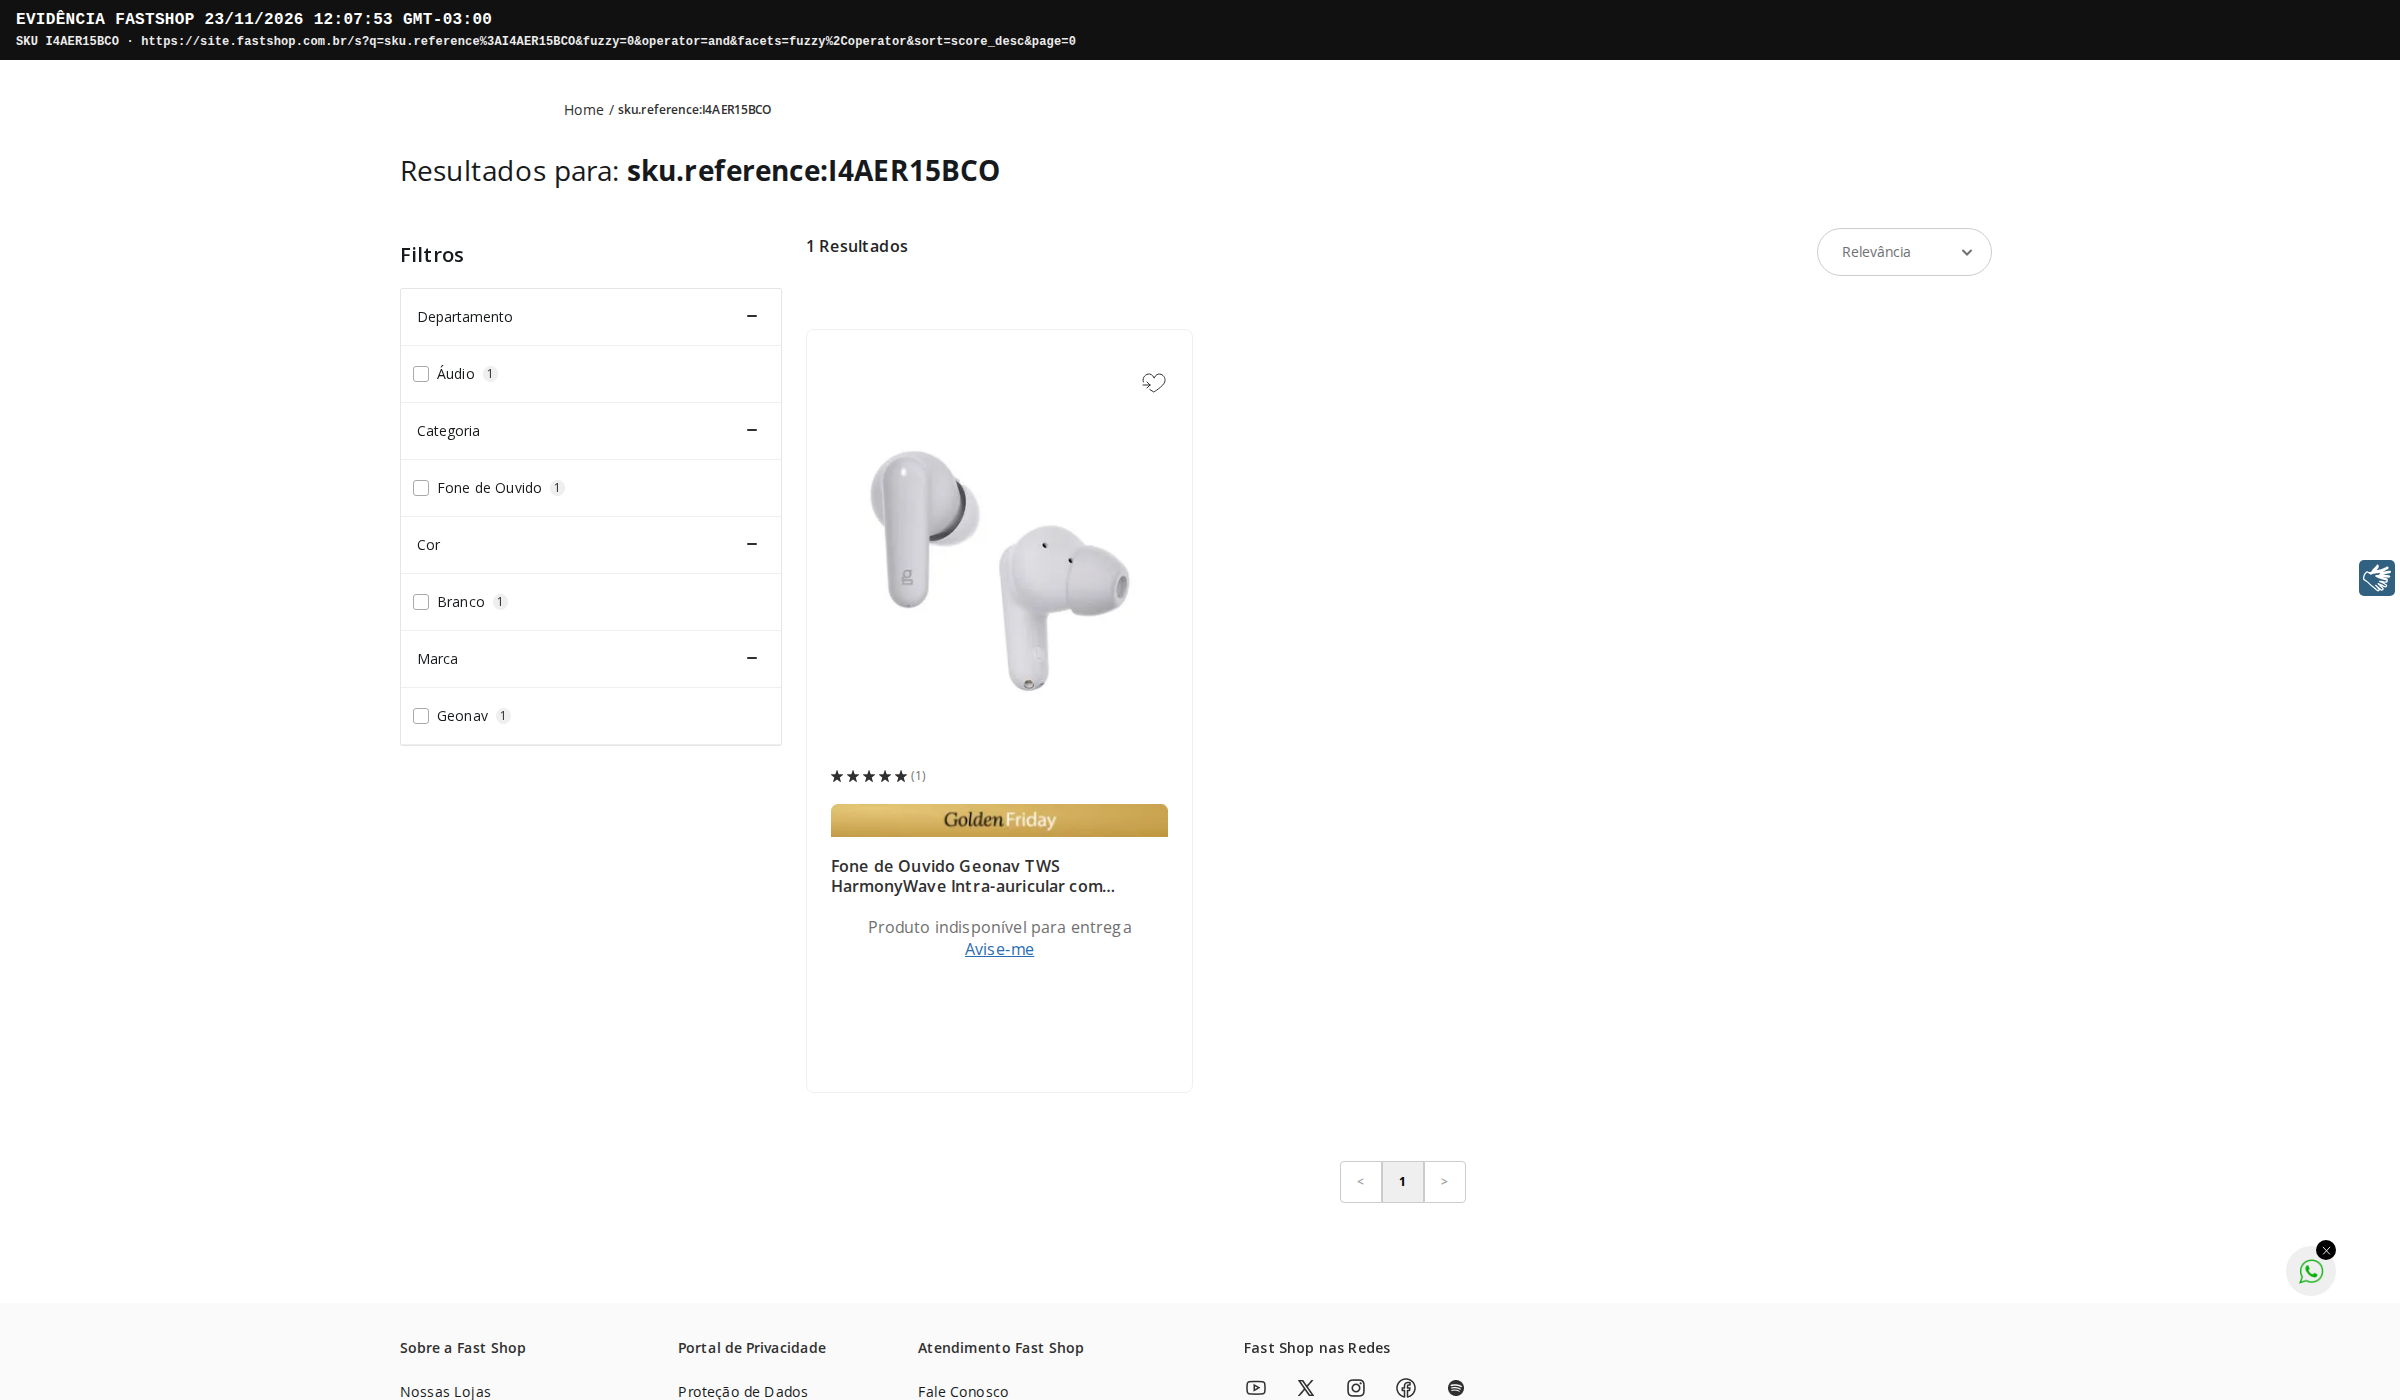 EVIDÊNCIA FASTSHOP 23/11/2026 12:07:53 GMT-03:00
SKU I4AER15BCO · https://site.fastshop.com.br/s?q=sku.reference%3AI4AER15BCO&fuzzy=0&operator=and&facets=fuzzy%2Coperator&sort=score_desc&page=0
Home / sku.reference:I4AER15BCO
Resultados para: sku.reference:I4AER15BCO
Filtros
1 Resultados
Relevância
Departamento
Áudio 1
Categoria
Fone de Ouvido 1
Cor
Branco 1
Marca
Geonav 1
(1)
Golden Friday
Fone de Ouvido Geonav TWS
HarmonyWave Intra-auricular com...
Produto indisponível para entrega
Avise-me
< 1 >
Sobre a Fast Shop
Portal de Privacidade
Atendimento Fast Shop
Fast Shop nas Redes
Nossas Lojas
Proteção de Dados
Fale Conosco